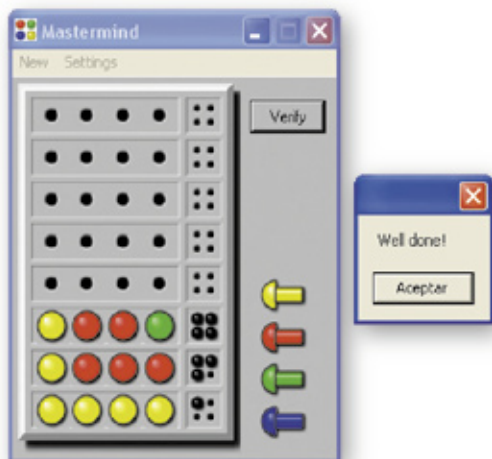 Mastermind
New Settings
Verify
Well done!
Aceptar